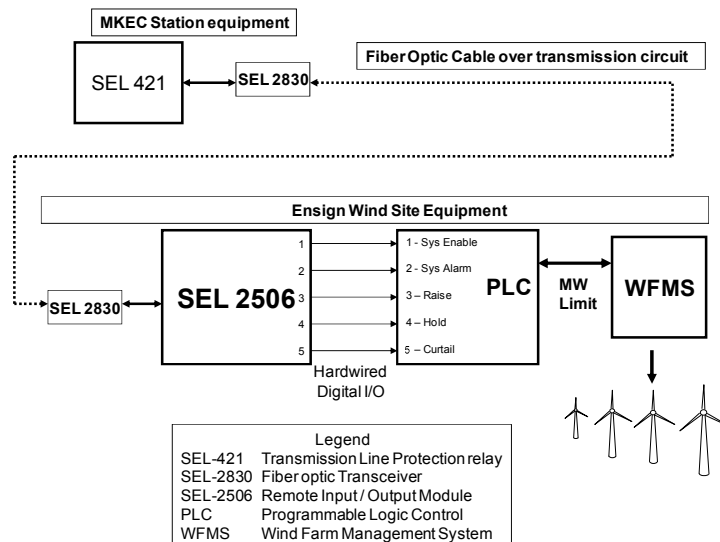 MKEC Station equipment
SEL 421
SEL 2830
Fiber Optic Cable over transmission circuit
Ensign Wind Site Equipment
SEL 2830
SEL 2506
1
2
3
4
5
1 - Sys Enable
2 – Sys Alarm
3 – Raise
4 – Hold
5 – Curtail
PLC
MW
Limit
WFMS
Hardwired
Digital I/O
Legend
SEL-421 Transmission Line Protection relay
SEL-2830 Fiber optic Transceiver
SEL-2506 Remote Input / Output Module
PLC Programmable Logic Control
WFMS Wind Farm Management System